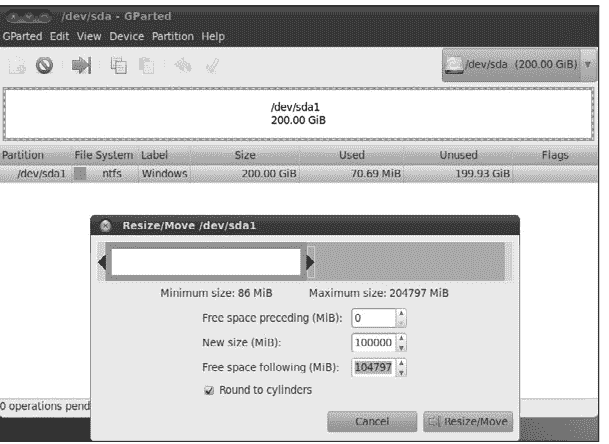 /dev/sda - GParted
GParted Edit View Device Partition Help
/dev/sda (200.00 GiB)
/dev/sda1
200.00 GiB
Partition File System Label Size Used Unused Flags
/dev/sda1 ntfs Windows 200.00 GiB 70.69 MiB 199.93 GiB
Resize/Move /dev/sda1
Minimum size: 86 MiB Maximum size: 204797 MiB
Free space preceding (MiB): 0
New size (MiB): 100000
Free space following (MiB): 104797
Round to cylinders
0 operations pend
Cancel Resize/Move